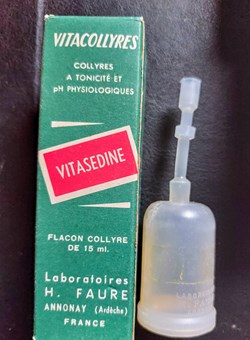 VITACOLLYRES
COLLYRES
A TONICITÉ ET
pH PHYSIOLOGIQUES
VITASEDINE
FLACON COLLYRE
DE 15 ml.
Laboratoires
H. FAURE
ANNONAY (Ardèche)
FRANCE